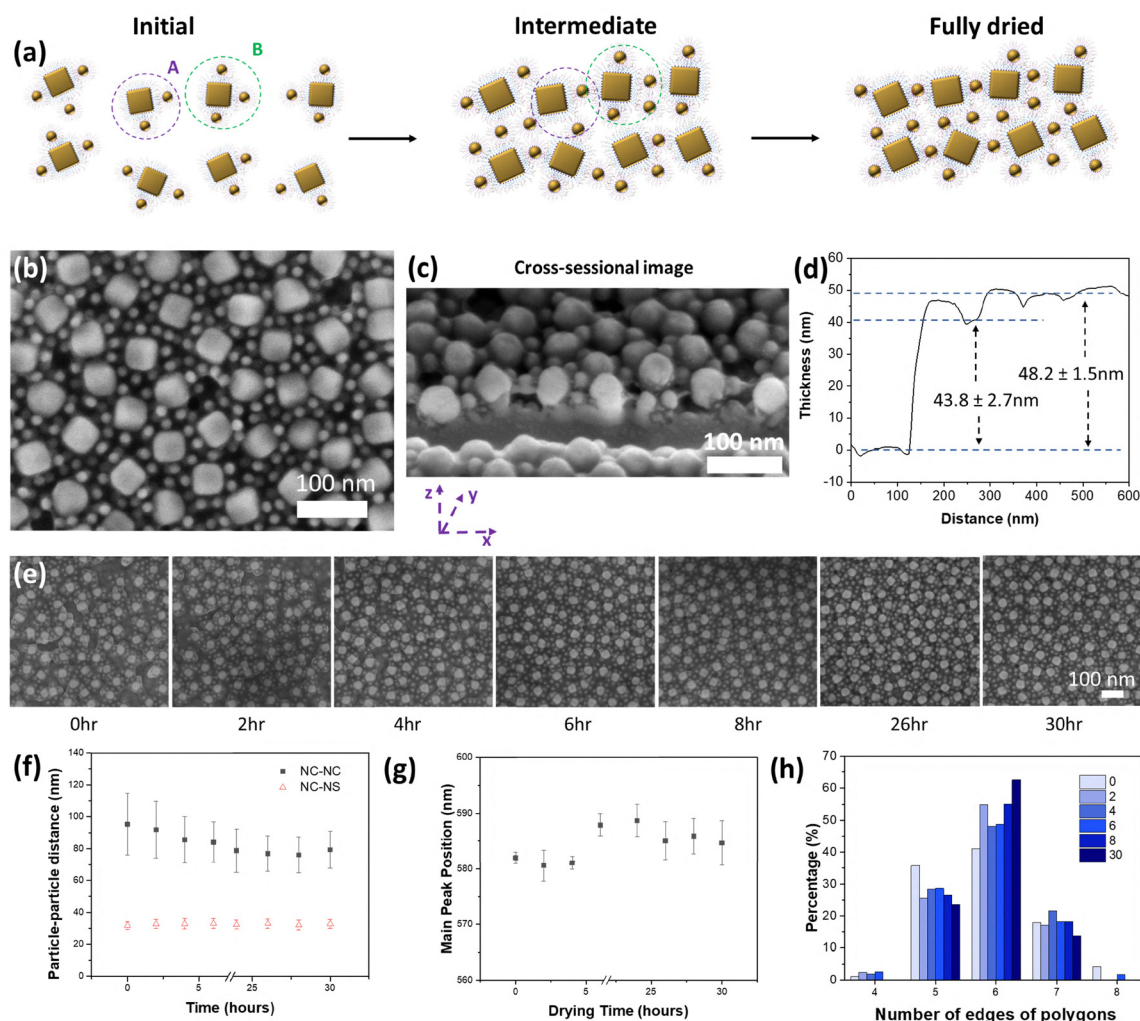 Initial
Intermediate
Fully dried
(a)
A
B
(b)
100 nm
(c)
Cross-sessional image
100 nm
z
y
x
(d)
Thickness (nm)
60
50
40
30
20
10
0
-10
48.2 ± 1.5nm
43.8 ± 2.7nm
0 100 200 300 400 500 600
Distance (nm)
(e)
100 nm
0hr 2hr 4hr 6hr 8hr 26hr 30hr
(f)
Particle-particle distance (nm)
140
120
100
80
60
40
20
0
NC-NC
NC-NS
0 5 25 30
Time (hours)
(g)
Main Peak Position (nm)
600
590
580
570
560
0 5 25 30
Drying Time (hours)
(h)
Percentage (%)
70
60
50
40
30
20
10
0
0
2
4
6
8
30
4 5 6 7 8
Number of edges of polygons